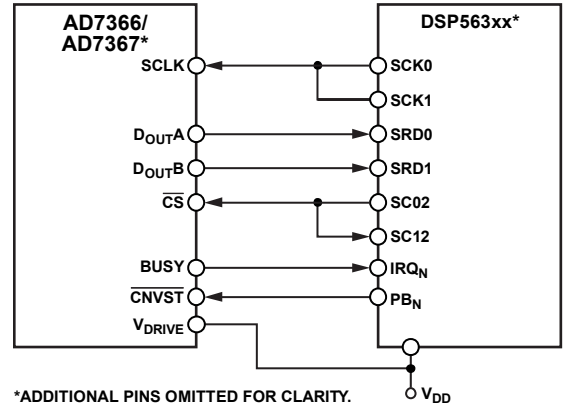 AD7366/
AD7367*
DSP563xx*
SCLK
SCK0
SCK1
DOUTA
SRD0
DOUTB
SRD1
CS
SC02
SC12
BUSY
IRQN
CNVST
PBN
VDRIVE
*ADDITIONAL PINS OMITTED FOR CLARITY.
VDD